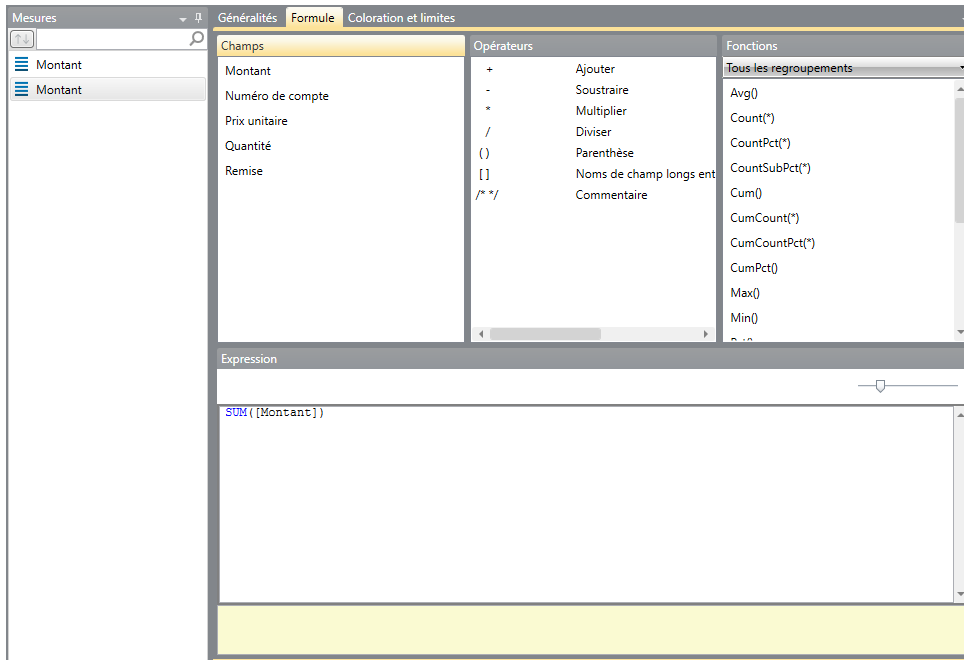 Mesures
Généralités Formule Coloration et limites
Montant
Montant
Champs
Montant
Numéro de compte
Prix unitaire
Quantité
Remise
Opérateurs
+ Ajouter
- Soustraire
* Multiplier
/ Diviser
( ) Parenthèse
[ ] Noms de champ longs ent
/* */ Commentaire
Fonctions
Tous les regroupements
Avg()
Count(*)
CountPct(*)
CountSubPct(*)
Cum()
CumCount(*)
CumCountPct(*)
CumPct()
Max()
Min()
Expression
SUM([Montant])